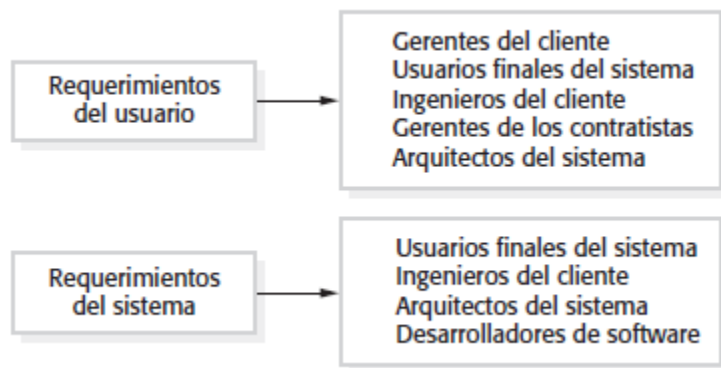 Requerimientos
del usuario
Gerentes del cliente
Usuarios finales del sistema
Ingenieros del cliente
Gerentes de los contratistas
Arquitectos del sistema
Requerimientos
del sistema
Usuarios finales del sistema
Ingenieros del cliente
Arquitectos del sistema
Desarrolladores de software